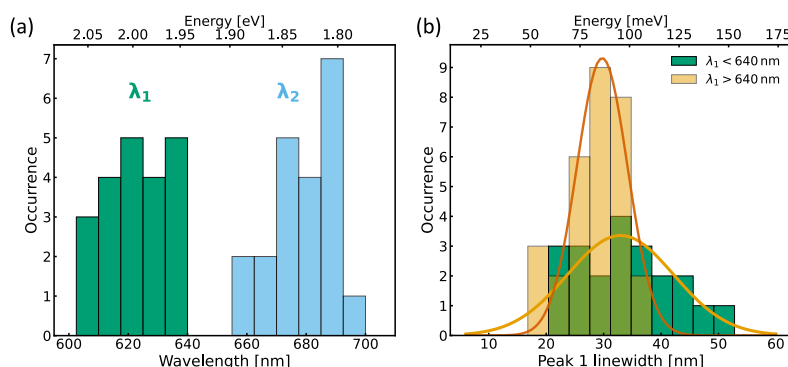 (a)
Energy [eV]
2.05 2.00 1.95 1.90 1.85 1.80
λ1
λ2
Occurrence
7
6
5
4
3
2
1
0
600 620 640 660 680 700
Wavelength [nm]
(b)
Energy [meV]
25 50 75 100 125 150 175
λ1 < 640 nm
λ1 > 640 nm
Occurrence
9
8
7
6
5
4
3
2
1
0
10 20 30 40 50 60
Peak 1 linewidth [nm]